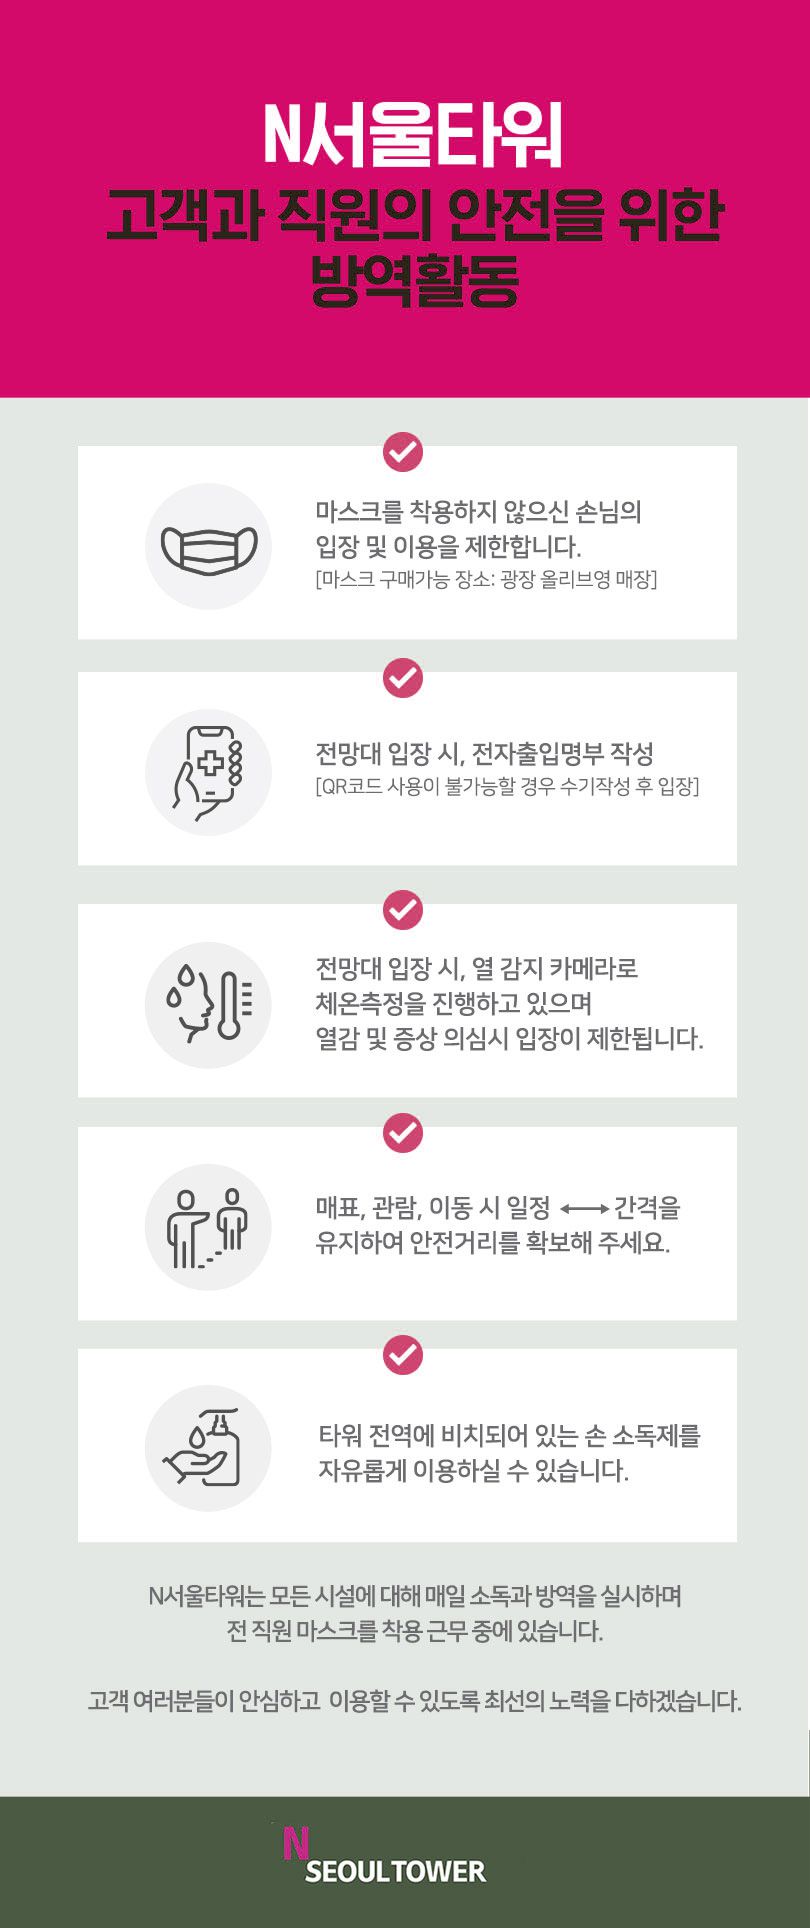 N서울타워
고객과 직원의 안전을 위한
방역활동
마스크를 착용하지 않으신 손님의
입장 및 이용을 제한합니다.
[마스크 구매가능 장소: 광장 올리브영 매장]
전망대 입장 시, 전자출입명부 작성
[QR코드 사용이 불가능할 경우 수기작성 후 입장]
전망대 입장 시, 열 감지 카메라로
체온측정을 진행하고 있으며
열감 및 증상 의심시 입장이 제한됩니다.
매표, 관람, 이동 시 일정 ⟷ 간격을
유지하여 안전거리를 확보해 주세요.
타워 전역에 비치되어 있는 손 소독제를
자유롭게 이용하실 수 있습니다.
N서울타워는 모든 시설에 대해 매일 소독과 방역을 실시하며
전 직원 마스크를 착용 근무 중에 있습니다.
고객 여러분들이 안심하고 이용할 수 있도록 최선의 노력을 다하겠습니다.
N
SEOUL TOWER